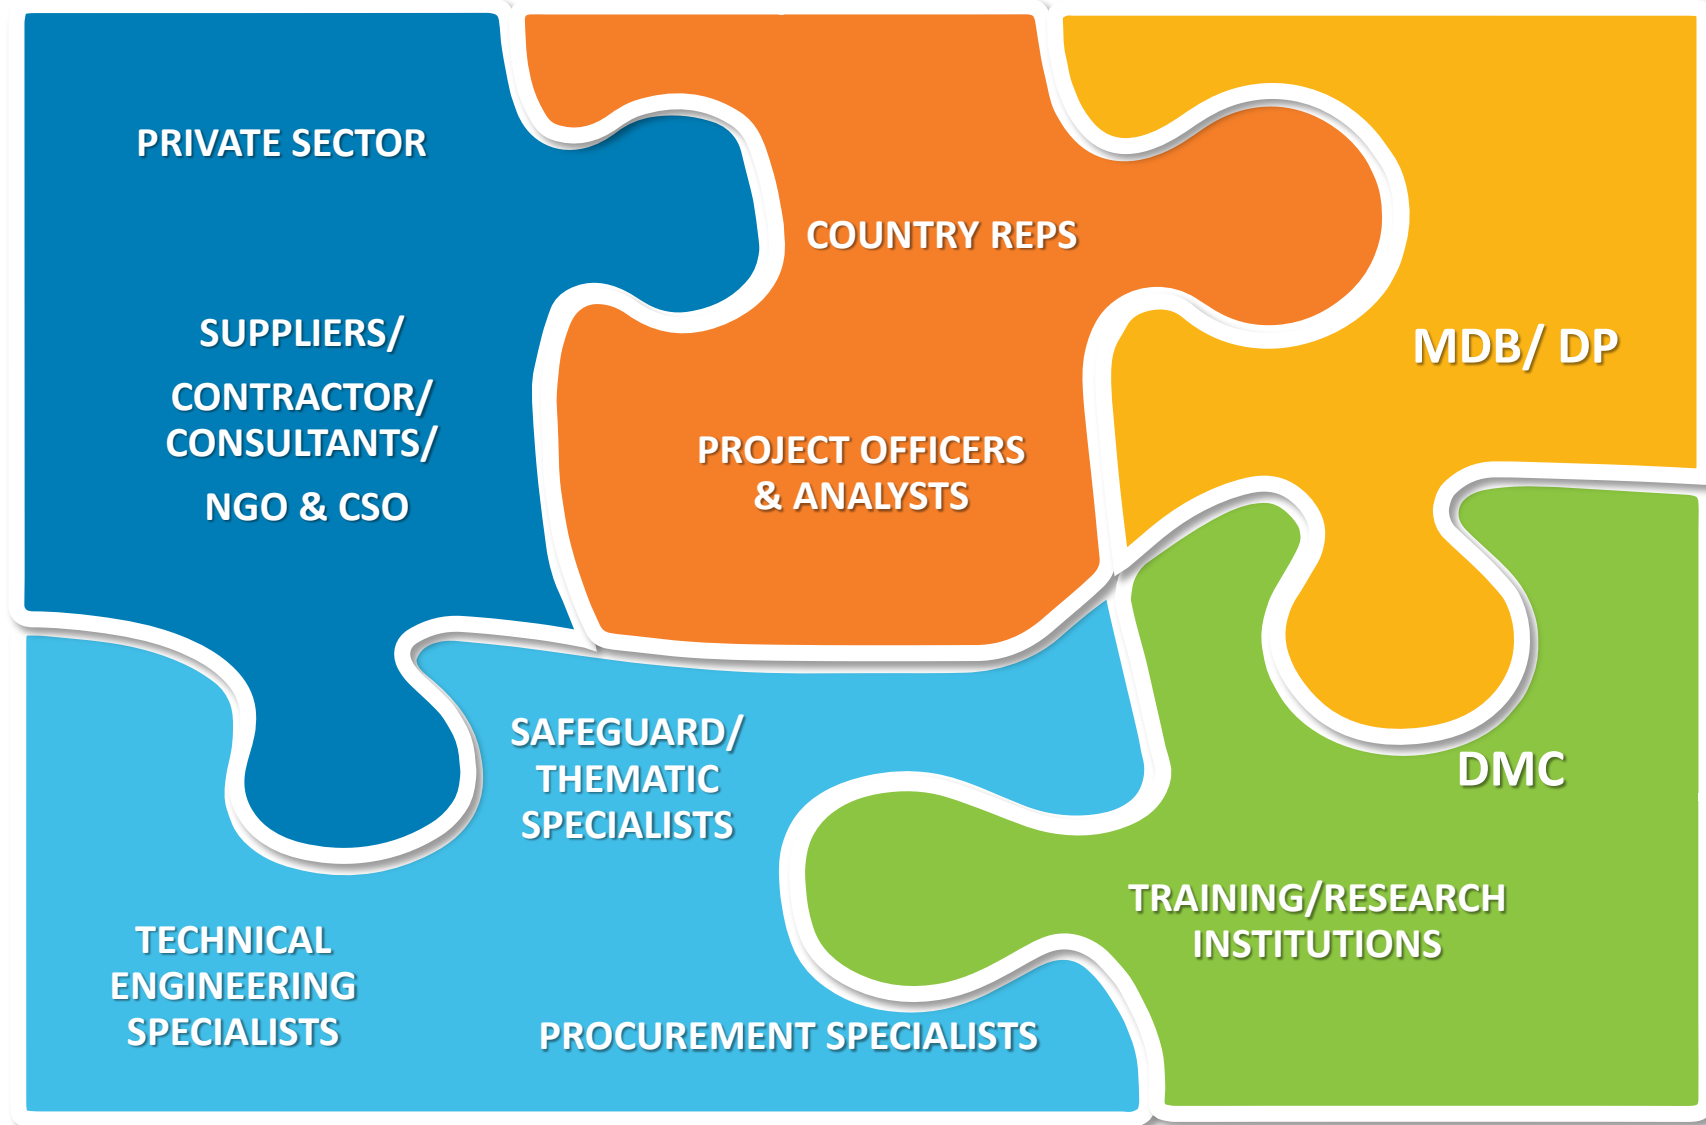 PRIVATE SECTOR
SUPPLIERS/
CONTRACTOR/
CONSULTANTS/
NGO & CSO
COUNTRY REPS
PROJECT OFFICERS
& ANALYSTS
MDB/ DP
SAFEGUARD/
THEMATIC
SPECIALISTS
TECHNICAL
ENGINEERING
SPECIALISTS
PROCUREMENT SPECIALISTS
DMC
TRAINING/RESEARCH
INSTITUTIONS